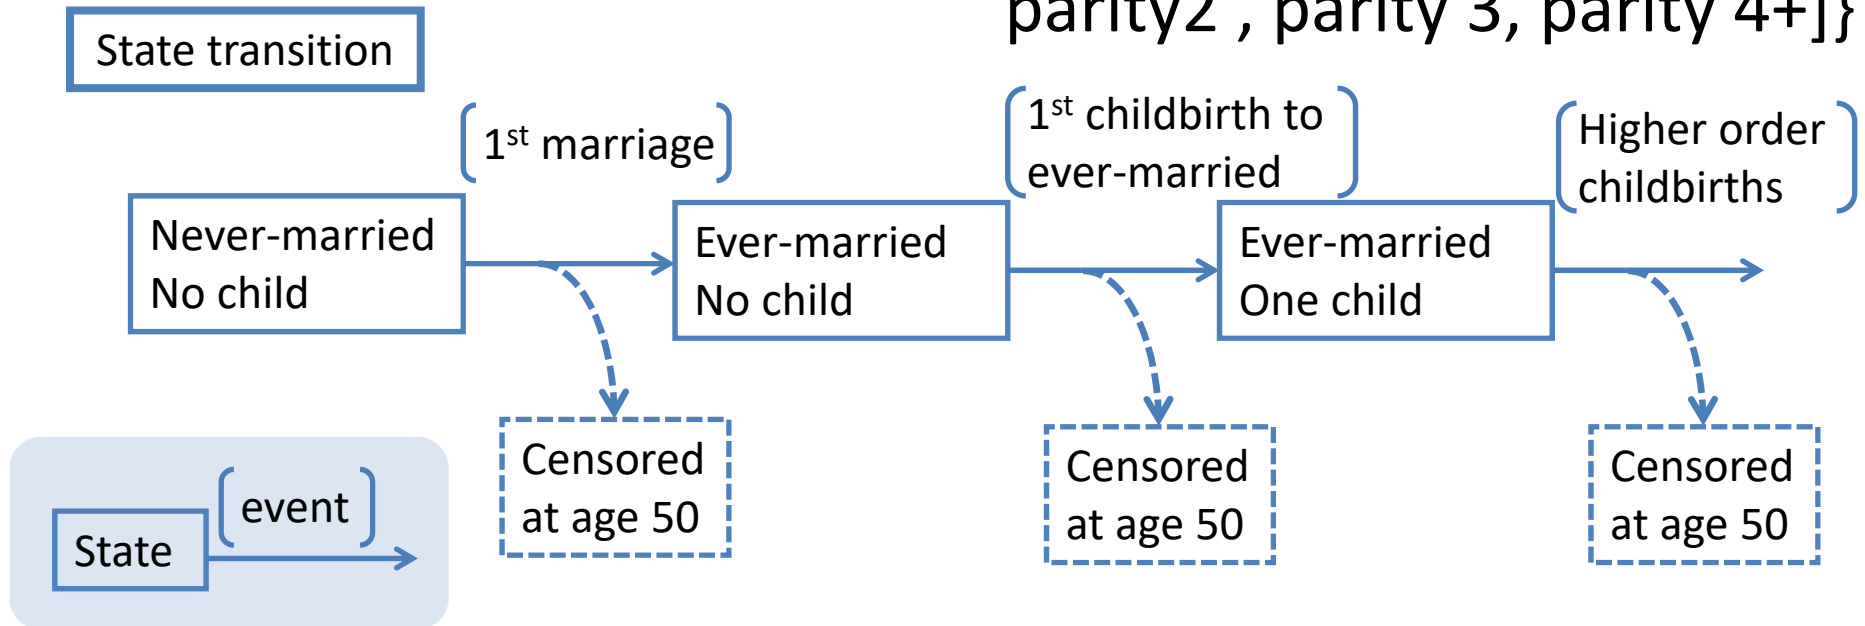 parity2 , parity 3, parity 4+]}
State transition
1st marriage
1st childbirth to
ever-married
Higher order
childbirths
Never-married
No child
Ever-married
No child
Ever-married
One child
Censored
at age 50
Censored
at age 50
Censored
at age 50
event
State